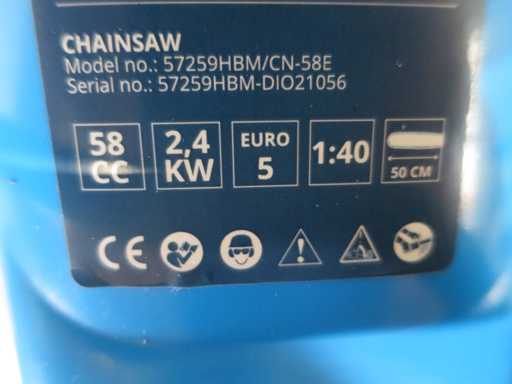 CHAINSAW
Model no.: 57259HBM/CN-58E
Serial no.: 57259HBM-DIO21056
58 CC
2,4 KW
EURO 5
1:40
50 CM
CE